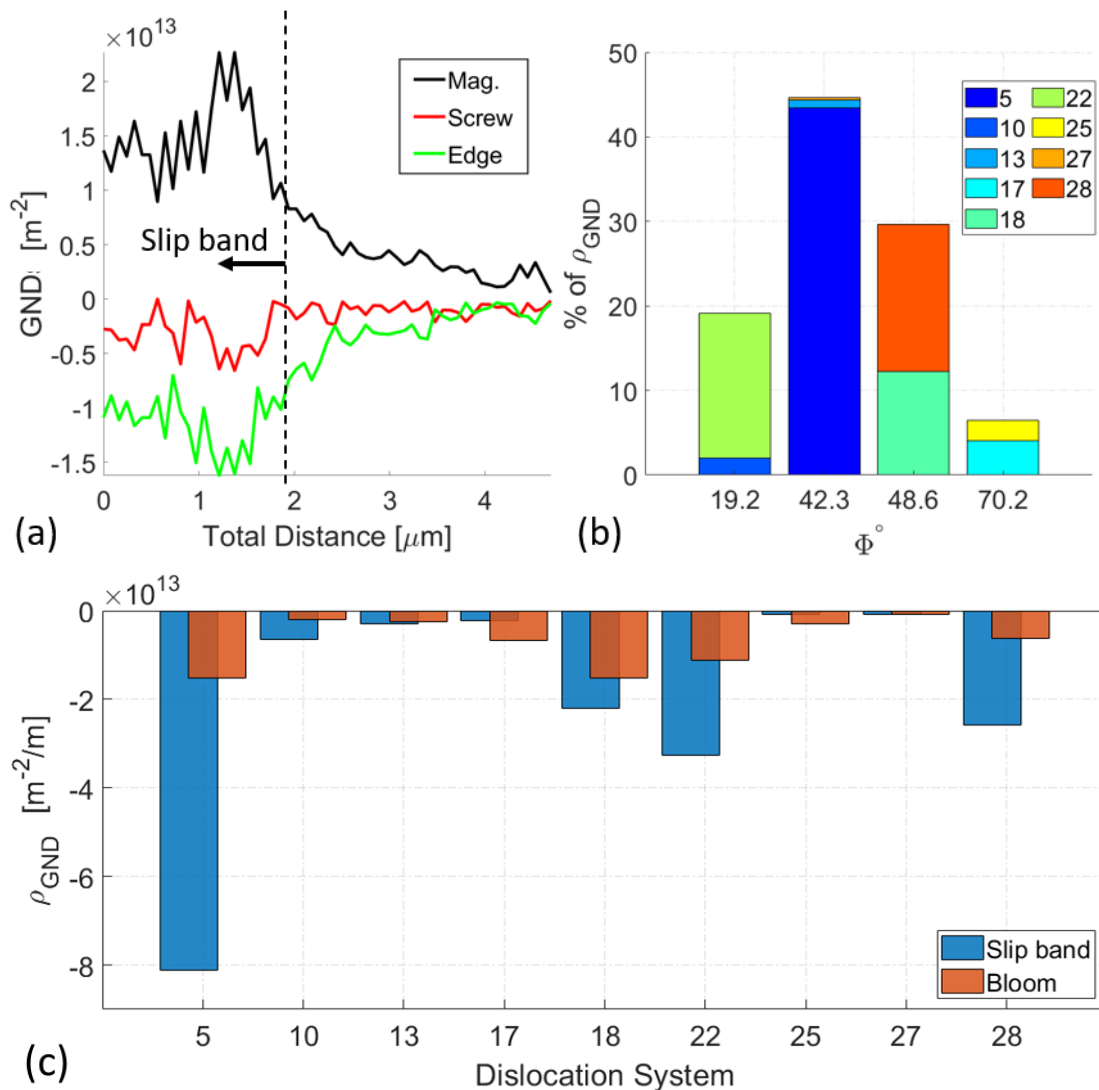 ×10^13
2
1.5
1
0.5
0
-0.5
-1
-1.5
GND: [m^-2]
Mag.
Screw
Edge
Slip band
0 1 2 3 4
Total Distance [μm]
(a)
50
40
30
20
10
0
% of ρ_GND
5 22
10 25
13 27
17 28
18
19.2 42.3 48.6 70.2
Φ°
(b)
×10^13
0
-2
-4
-6
-8
ρ_GND [m^-2/m]
Slip band
Bloom
5 10 13 17 18 22 25 27 28
Dislocation System
(c)